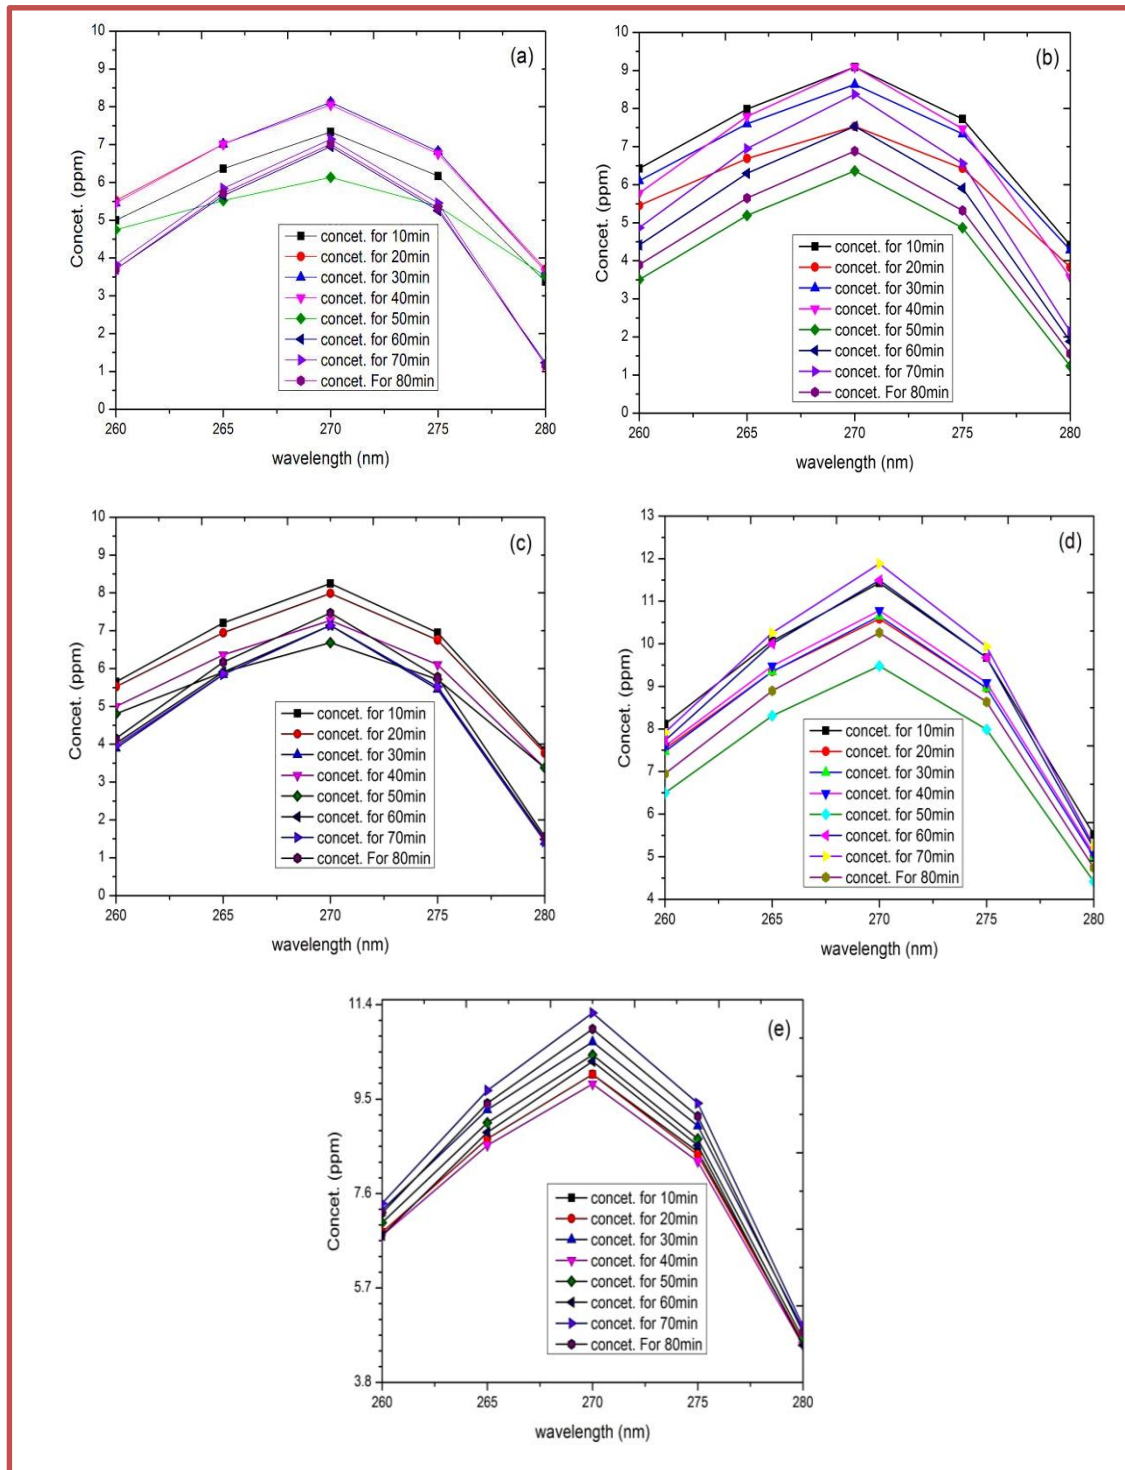 (a)
10
9
8
7
6
5
4
3
2
1
0
Concet. (ppm)
concet. for 10min
concet. for 20min
concet. for 30min
concet. for 40min
concet. for 50min
concet. for 60min
concet. for 70min
concet. For 80min
260 265 270 275 280
wavelength (nm)
(b)
10
9
8
7
6
5
4
3
2
1
0
Concet. (ppm)
concet. for 10min
concet. for 20min
concet. for 30min
concet. for 40min
concet. for 50min
concet. for 60min
concet. for 70min
concet. For 80min
260 265 270 275 280
wavelength (nm)
(c)
10
9
8
7
6
5
4
3
2
1
0
Concet. (ppm)
concet. for 10min
concet. for 20min
concet. for 30min
concet. for 40min
concet. for 50min
concet. for 60min
concet. for 70min
concet. For 80min
260 265 270 275 280
wavelength (nm)
(d)
13
12
11
10
9
8
7
6
5
4
Concet. (ppm)
concet. for 10min
concet. for 20min
concet. for 30min
concet. for 40min
concet. for 50min
concet. for 60min
concet. for 70min
concet. For 80min
260 265 270 275 280
wavelength (nm)
(e)
11.4
9.5
7.6
5.7
3.8
Concet. (ppm)
concet. for 10min
concet. for 20min
concet. for 30min
concet. for 40min
concet. for 50min
concet. for 60min
concet. for 70min
concet. For 80min
260 265 270 275 280
wavelength (nm)